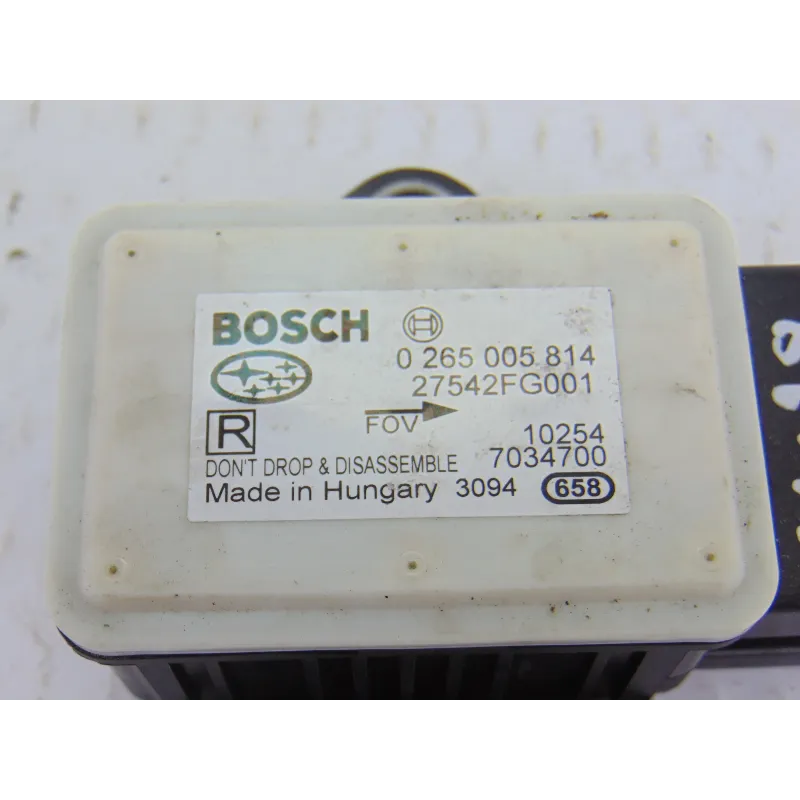 BOSCH
0 265 005 814
27542FG001
R
FOV
10254
DON'T DROP & DISASSEMBLE 7034700
Made in Hungary 3094 658